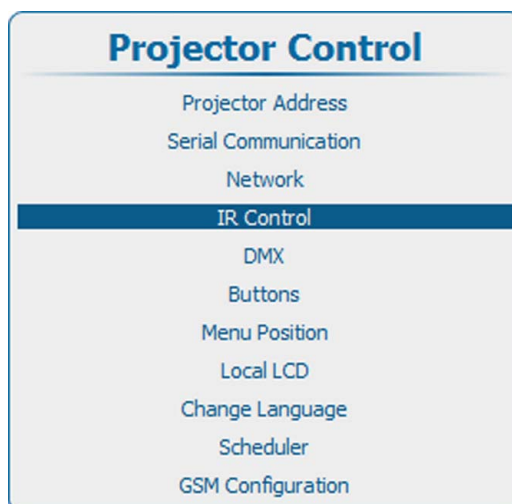 Projector Control
Projector Address
Serial Communication
Network
IR Control
DMX
Buttons
Menu Position
Local LCD
Change Language
Scheduler
GSM Configuration